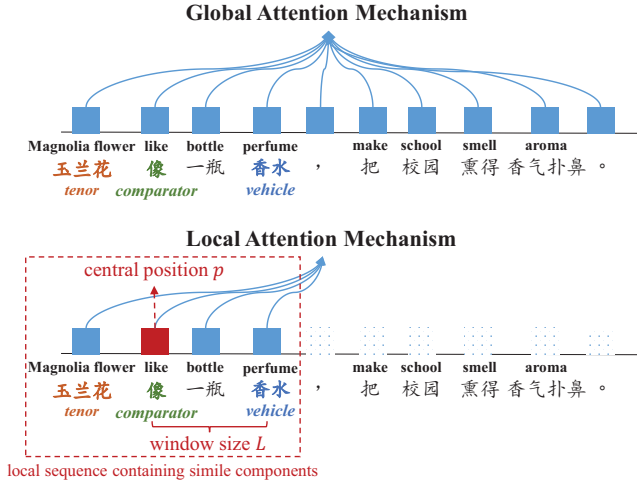 Global Attention Mechanism
Magnolia flower like bottle perfume make school smell aroma
玉兰花 像 一瓶 香水 ， 把 校园 熏得 香气扑鼻 。
tenor comparator vehicle
Local Attention Mechanism
central position p
Magnolia flower like bottle perfume make school smell aroma
玉兰花 像 一瓶 香水 ， 把 校园 熏得 香气扑鼻 。
tenor comparator vehicle
window size L
local sequence containing simile components